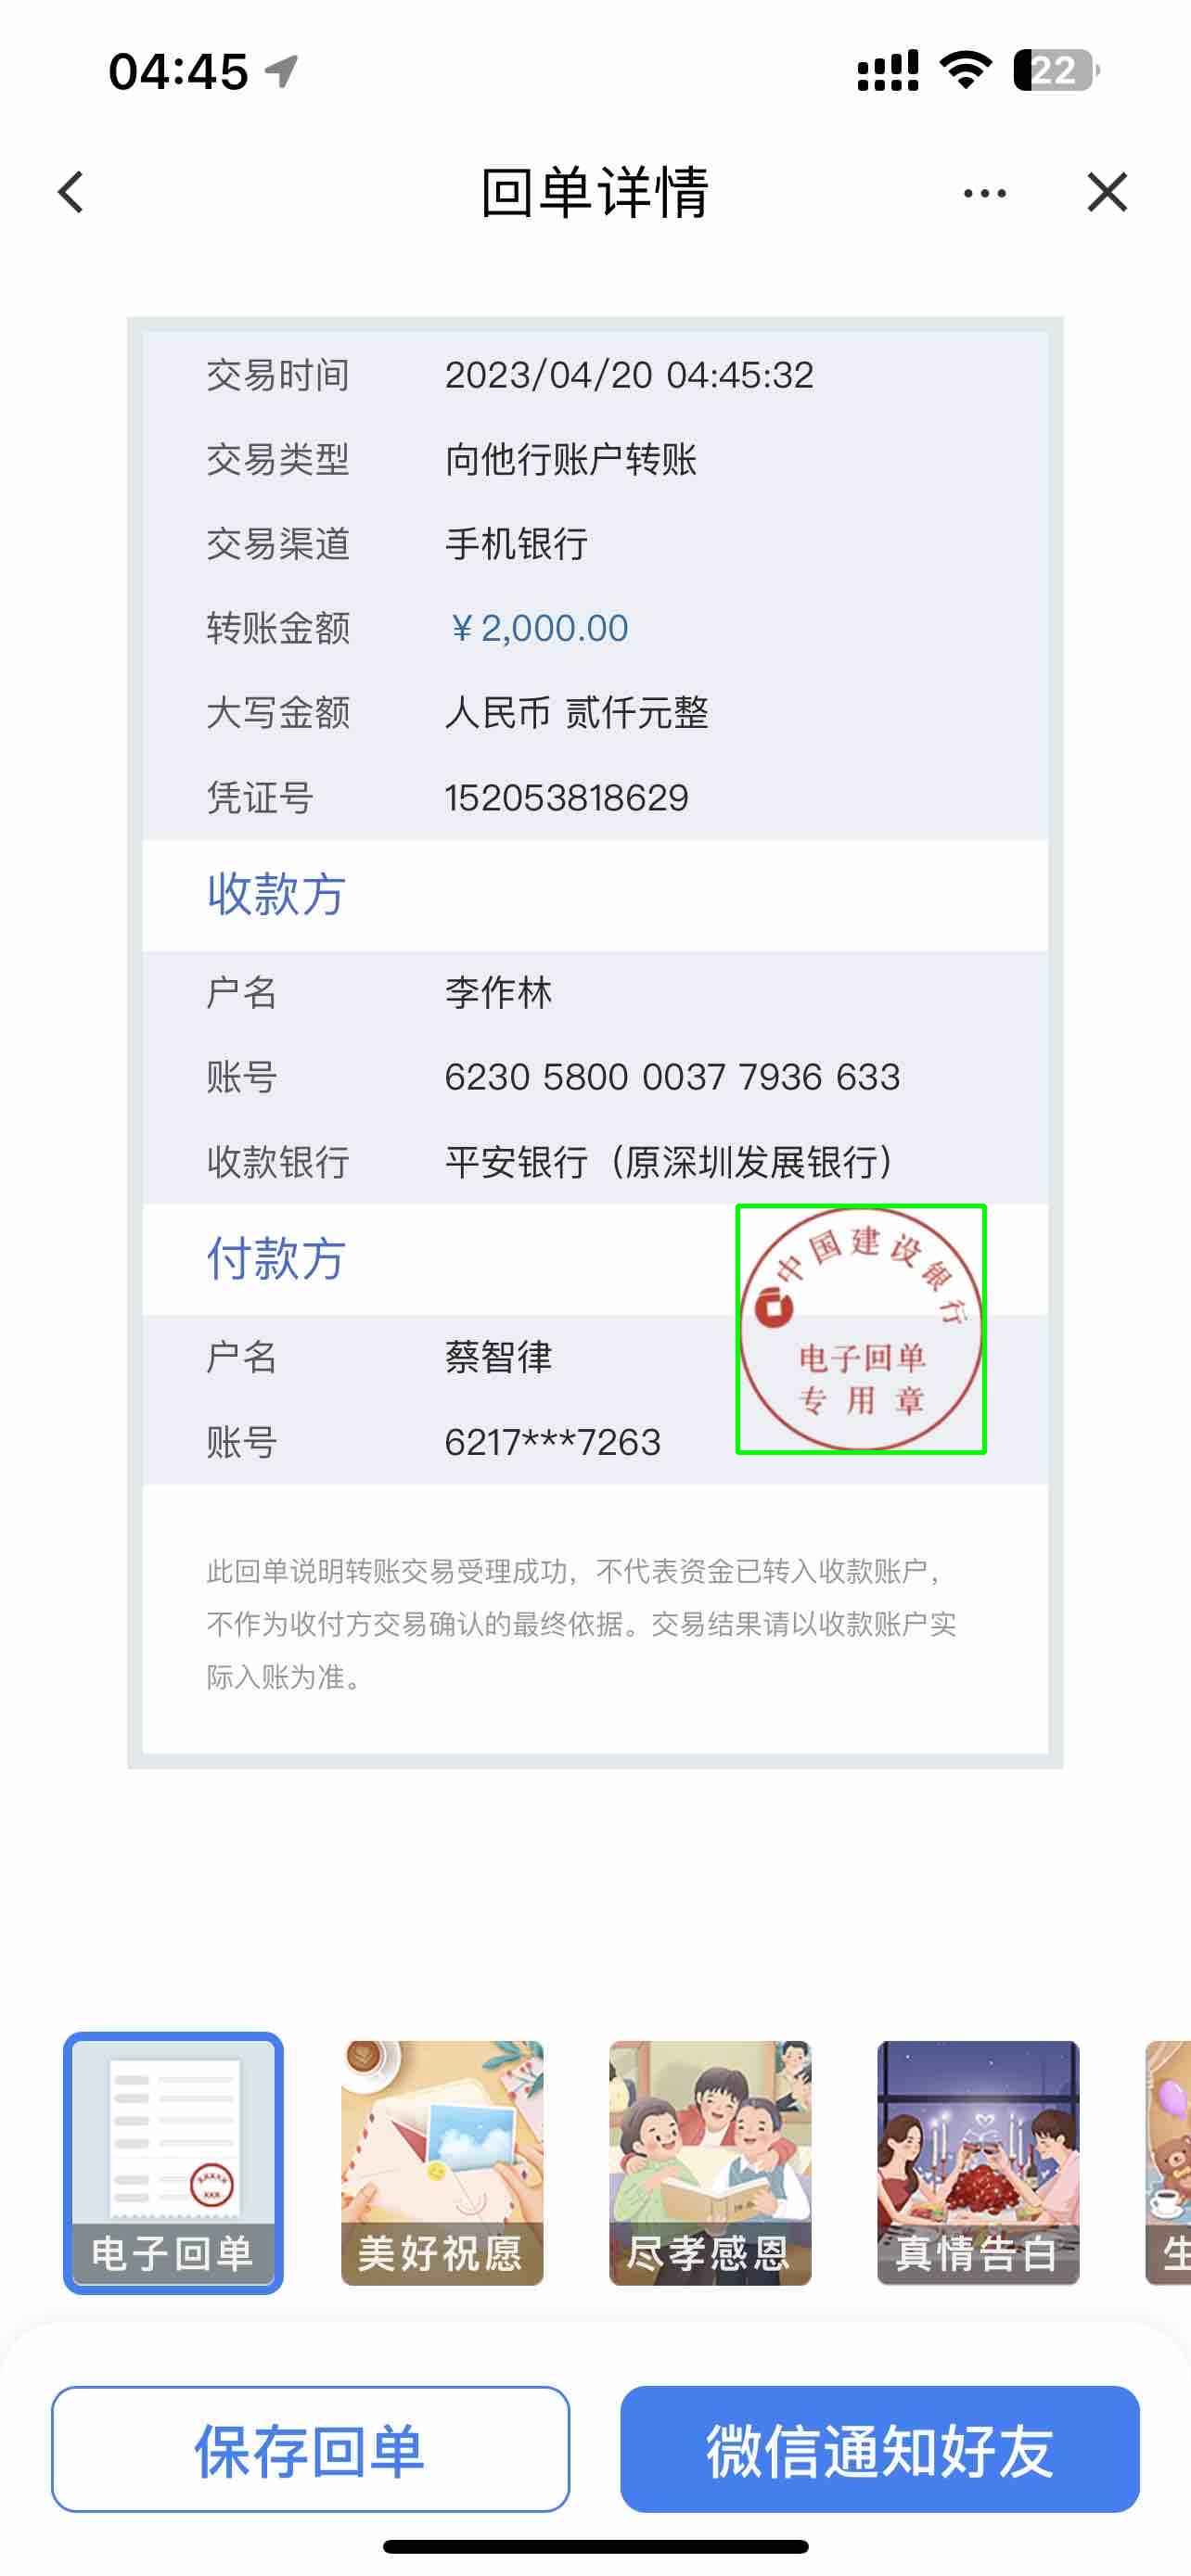 04:45
22
回单详情
交易时间 2023/04/20 04:45:32
交易类型 向他行账户转账
交易渠道 手机银行
转账金额 ¥2,000.00
大写金额 人民币 贰仟元整
凭证号 152053818629
收款方
户名 李作林
账号 6230 5800 0037 7936 633
收款银行 平安银行（原深圳发展银行）
付款方
户名 蔡智律
账号 6217***7263
中国建设银行
电子回单
专用章
此回单说明转账交易受理成功，不代表资金已转入收款账户，
不作为收付方交易确认的最终依据。交易结果请以收款账户实
际入账为准。
电子回单 美好祝愿 尽孝感恩 真情告白 生
保存回单 微信通知好友